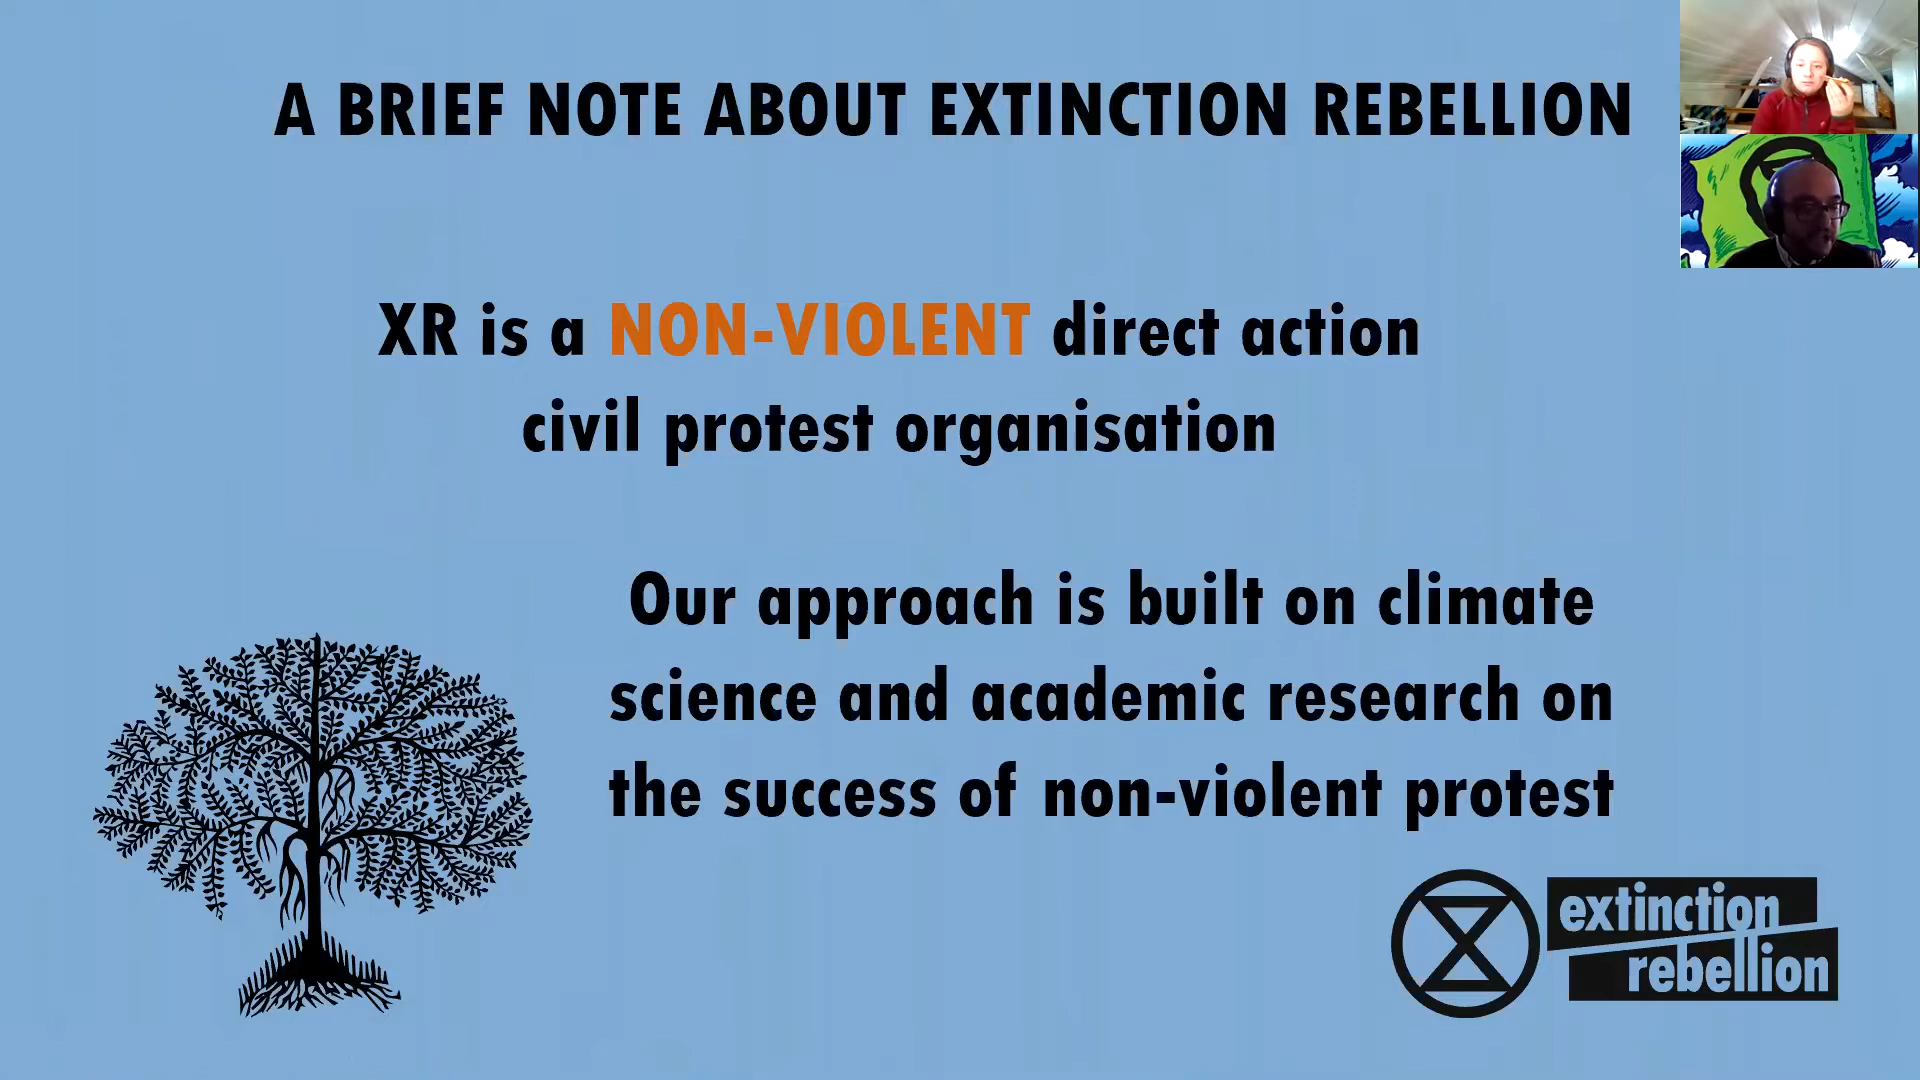 A BRIEF NOTE ABOUT EXTINCTION REBELLION
XR is a NON-VIOLENT direct action
civil protest organisation
Our approach is built on climate
science and academic research on
the success of non-violent protest
extinction
rebellion